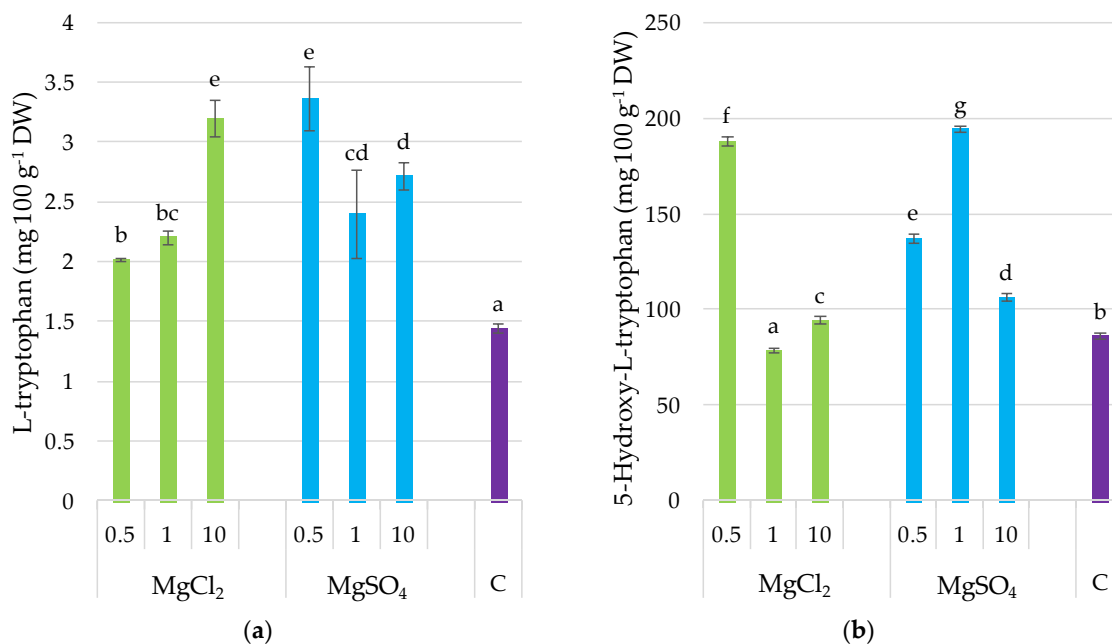 L-tryptophan (mg 100 g⁻¹ DW)
4
3.5
3
2.5
2
1.5
1
0.5
0
b
bc
e
e
cd
d
a
0.5 1 10 0.5 1 10
MgCl₂ MgSO₄ C
(a)
5-Hydroxy-L-tryptophan (mg 100 g⁻¹ DW)
250
200
150
100
50
0
f
a
c
e
g
d
b
0.5 1 10 0.5 1 10
MgCl₂ MgSO₄ C
(b)